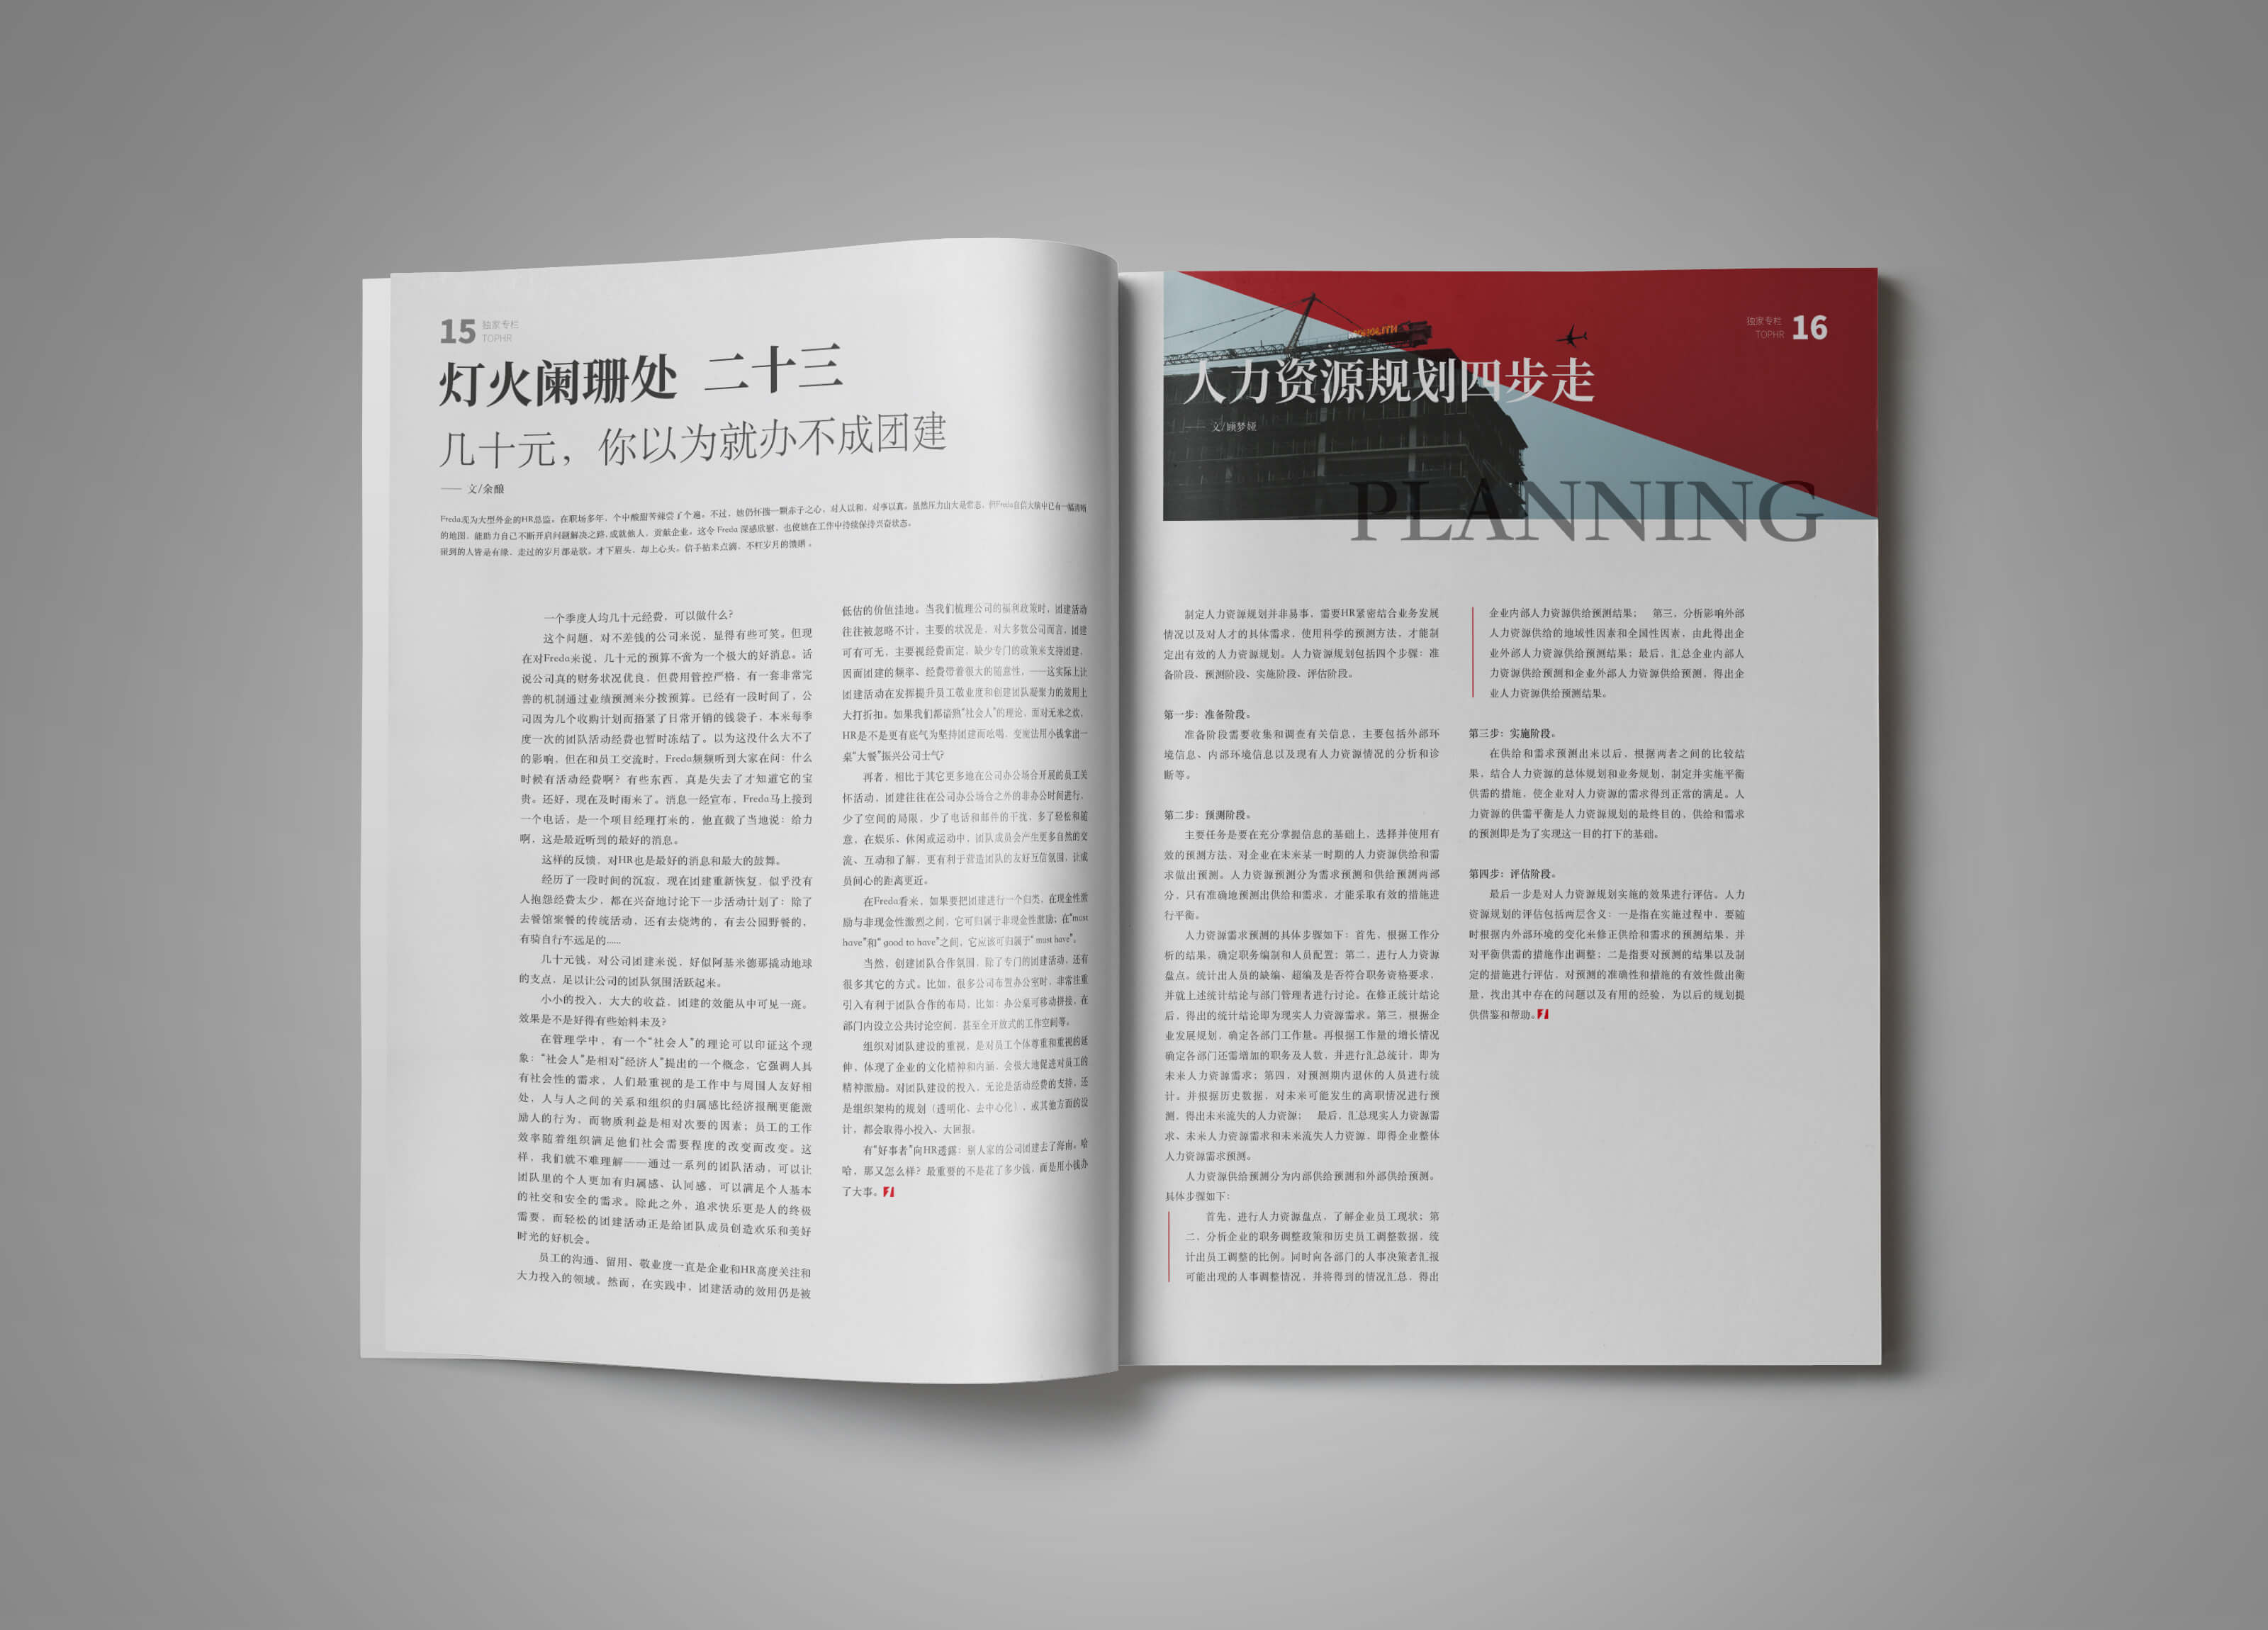 15 独家专栏
TOPHR
灯火阑珊处 二十三
几十元，你以为就办不成团建
—— 文/余酿
Freda现为大型外企的HR总监。在职场多年，个中酸甜苦辣尝了个遍。不过，她仍怀揣一颗赤子之心，对人以和，对事以真。虽然压力山大是常态，但Freda自信大脑中已有一幅清晰
的地图，能助力自己不断开启问题解决之路，成就他人，贡献企业。这令 Freda 深感欣慰，也使她在工作中持续保持兴奋状态。
碰到的人皆是有缘，走过的岁月都是歌。才下眉头，却上心头。信手拈来点滴，不枉岁月的馈赠 。
一个季度人均几十元经费，可以做什么？
这个问题，对不差钱的公司来说，显得有些可笑。但现
在对Freda来说，几十元的预算不啻为一个极大的好消息。话
说公司真的财务状况优良，但费用管控严格，有一套非常完
善的机制通过业绩预测来分拨预算。已经有一段时间了，公
司因为几个收购计划而捂紧了日常开销的钱袋子，本来每季
度一次的团队活动经费也暂时冻结了。以为这没什么大不了
的影响，但在和员工交流时，Freda频频听到大家在问：什么
时候有活动经费啊？有些东西，真是失去了才知道它的宝
贵。还好，现在及时雨来了。消息一经宣布，Freda马上接到
一个电话，是一个项目经理打来的，他直截了当地说：给力
啊，这是最近听到的最好的消息。
这样的反馈，对HR也是最好的消息和最大的鼓舞。
经历了一段时间的沉寂，现在团建重新恢复，似乎没有
人抱怨经费太少，都在兴奋地讨论下一步活动计划了：除了
去餐馆聚餐的传统活动，还有去烧烤的，有去公园野餐的，
有骑自行车远足的……
几十元钱，对公司团建来说，好似阿基米德那撬动地球
的支点，足以让公司的团队氛围活跃起来。
小小的投入，大大的收益，团建的效能从中可见一斑。
效果是不是好得有些始料未及？
在管理学中，有一个“社会人”的理论可以印证这个现
象：“社会人”是相对“经济人”提出的一个概念，它强调人具
有社会性的需求，人们最重视的是工作中与周围人友好相
处，人与人之间的关系和组织的归属感比经济报酬更能激
励人的行为，而物质利益是相对次要的因素；员工的工作
效率随着组织满足他们社会需要程度的改变而改变。这
样，我们就不难理解——通过一系列的团队活动，可以让
团队里的个人更加有归属感、认同感，可以满足个人基本
的社交和安全的需求。除此之外，追求快乐更是人的终极
需要，而轻松的团建活动正是给团队成员创造欢乐和美好
时光的好机会。
员工的沟通、留用、敬业度一直是企业和HR高度关注和
大力投入的领域。然而，在实践中，团建活动的效用仍是被
低估的价值洼地。当我们梳理公司的福利政策时，团建活动
往往被忽略不计，主要的状况是，对大多数公司而言，团建
可有可无，主要视经费而定，缺少专门的政策来支持团建，
因而团建的频率、经费带着很大的随意性，——这实际上让
团建活动在发挥提升员工敬业度和创建团队凝聚力的效用上
大打折扣。如果我们都谙熟“社会人”的理论，面对无米之炊，
HR是不是更有底气为坚持团建而吆喝，变魔法用小钱拿出一
桌“大餐”振兴公司士气？
再者，相比于其它更多地在公司办公场合开展的员工关
怀活动，团建往往在公司办公场合之外的非办公时间进行，
少了空间的局限，少了电话和邮件的干扰，多了轻松和随
意，在娱乐、休闲或运动中，团队成员会产生更多自然的交
流、互动和了解，更有利于营造团队的友好互信氛围，让成
员间心的距离更近。
在Freda看来，如果要把团建进行一个归类，在现金性激
励与非现金性激烈之间，它可归属于非现金性激励；在“must
have”和“ good to have”之间，它应该可归属于“ must have”。
当然，创建团队合作氛围，除了专门的团建活动，还有
很多其它的方式。比如，很多公司布置办公室时，非常注重
引入有利于团队合作的布局，比如：办公桌可移动拼接，在
部门内设立公共讨论空间，甚至全开放式的工作空间等。
组织对团队建设的重视，是对员工个体尊重和重视的延
伸，体现了企业的文化精神和内涵，会极大地促进对员工的
精神激励。对团队建设的投入，无论是活动经费的支持，还
是组织架构的规划（透明化、去中心化），或其他方面的设
计，都会取得小投入、大回报。
有“好事者”向HR透露：别人家的公司团建去了海南。哈
哈，那又怎么样？最重要的不是花了多少钱，而是用小钱办
了大事。
独家专栏 16
TOPHR
人力资源规划四步走
—— 文/顾梦娅
PLANNING
制定人力资源规划并非易事，需要HR紧密结合业务发展
情况以及对人才的具体需求，使用科学的预测方法，才能制
定出有效的人力资源规划。人力资源规划包括四个步骤：准
备阶段、预测阶段、实施阶段、评估阶段。
第一步：准备阶段。
准备阶段需要收集和调查有关信息，主要包括外部环
境信息、内部环境信息以及现有人力资源情况的分析和诊
断等。
第二步：预测阶段。
主要任务是要在充分掌握信息的基础上，选择并使用有
效的预测方法，对企业在未来某一时期的人力资源供给和需
求做出预测。人力资源预测分为需求预测和供给预测两部
分，只有准确地预测出供给和需求，才能采取有效的措施进
行平衡。
人力资源需求预测的具体步骤如下：首先，根据工作分
析的结果，确定职务编制和人员配置；第二，进行人力资源
盘点。统计出人员的缺编、超编及是否符合职务资格要求，
并就上述统计结论与部门管理者进行讨论。在修正统计结论
后，得出的统计结论即为现实人力资源需求。第三，根据企
业发展规划，确定各部门工作量。再根据工作量的增长情况
确定各部门还需增加的职务及人数，并进行汇总统计，即为
未来人力资源需求；第四，对预测期内退休的人员进行统
计。并根据历史数据，对未来可能发生的离职情况进行预
测，得出未来流失的人力资源； 最后，汇总现实人力资源需
求、未来人力资源需求和未来流失人力资源，即得企业整体
人力资源需求预测。
人力资源供给预测分为内部供给预测和外部供给预测。
具体步骤如下：
首先，进行人力资源盘点，了解企业员工现状；第
二，分析企业的职务调整政策和历史员工调整数据，统
计出员工调整的比例。同时向各部门的人事决策者汇报
可能出现的人事调整情况，并将得到的情况汇总，得出
企业内部人力资源供给预测结果； 第三，分析影响外部
人力资源供给的地域性因素和全国性因素，由此得出企
业外部人力资源供给预测结果；最后，汇总企业内部人
力资源供给预测和企业外部人力资源供给预测，得出企
业人力资源供给预测结果。
第三步：实施阶段。
在供给和需求预测出来以后，根据两者之间的比较结
果，结合人力资源的总体规划和业务规划，制定并实施平衡
供需的措施，使企业对人力资源的需求得到正常的满足。人
力资源的供需平衡是人力资源规划的最终目的，供给和需求
的预测即是为了实现这一目的打下的基础。
第四步：评估阶段。
最后一步是对人力资源规划实施的效果进行评估。人力
资源规划的评估包括两层含义：一是指在实施过程中，要随
时根据内外部环境的变化来修正供给和需求的预测结果，并
对平衡供需的措施作出调整；二是指要对预测的结果以及制
定的措施进行评估，对预测的准确性和措施的有效性做出衡
量，找出其中存在的问题以及有用的经验，为以后的规划提
供借鉴和帮助。